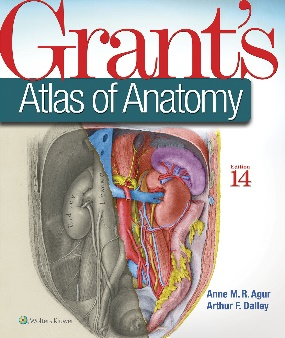 Grant's
Atlas of Anatomy
Edition
14
Anne M. R. Agur
Arthur F. Dalley
Wolters Kluwer